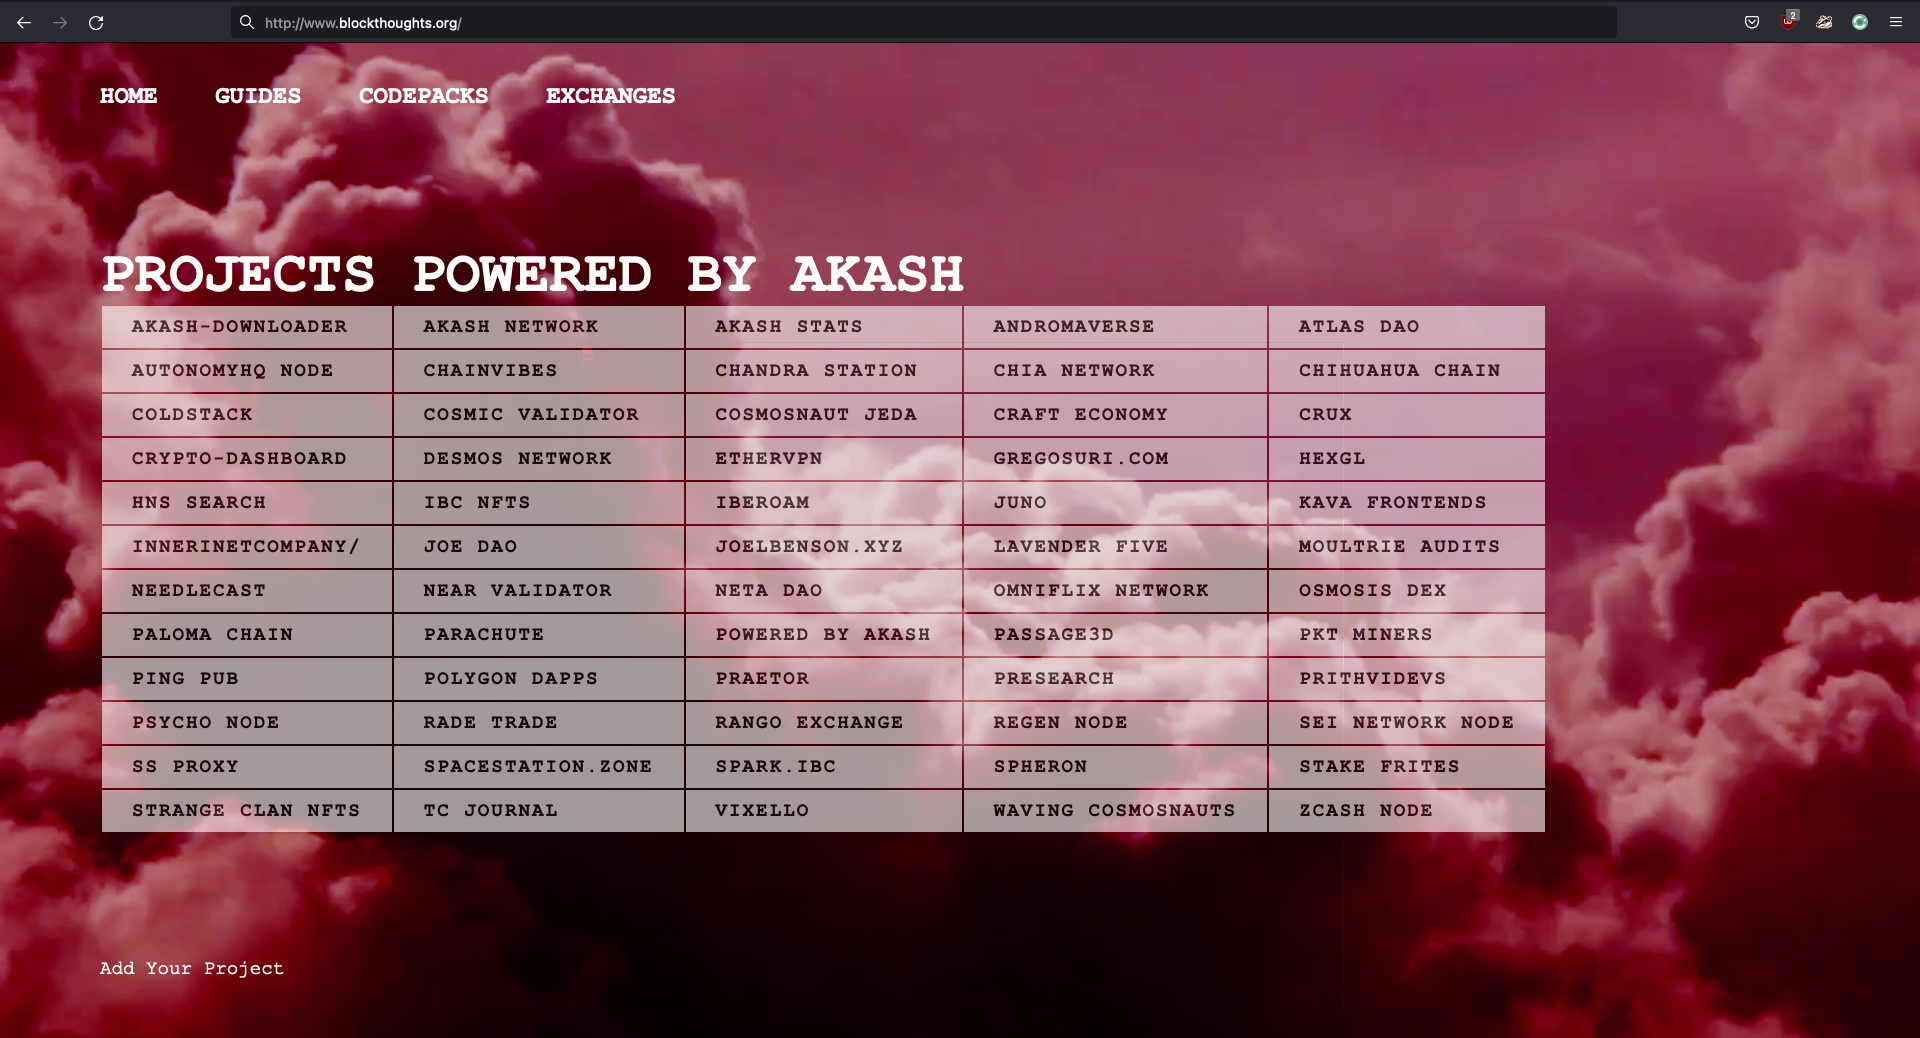 http://www.blockthoughts.org/
2
HOME GUIDES CODEPACKS EXCHANGES
PROJECTS POWERED BY AKASH
AKASH-DOWNLOADER AKASH NETWORK AKASH STATS ANDROMAVERSE ATLAS DAO
AUTONOMYHQ NODE CHAINVIBES CHANDRA STATION CHIA NETWORK CHIHUAHUA CHAIN
COLDSTACK COSMIC VALIDATOR COSMOSNAUT JEDA CRAFT ECONOMY CRUX
CRYPTO-DASHBOARD DESMOS NETWORK ETHERVPN GREGOSURI.COM HEXGL
HNS SEARCH IBC NFTS IBEROAM JUNO KAVA FRONTENDS
INNERINETCOMPANY/ JOE DAO JOELBENSON.XYZ LAVENDER FIVE MOULTRIE AUDITS
NEEDLECAST NEAR VALIDATOR NETA DAO OMNIFLIX NETWORK OSMOSIS DEX
PALOMA CHAIN PARACHUTE POWERED BY AKASH PASSAGE3D PKT MINERS
PING PUB POLYGON DAPPS PRAETOR PRESEARCH PRITHVIDEVS
PSYCHO NODE RADE TRADE RANGO EXCHANGE REGEN NODE SEI NETWORK NODE
SS PROXY SPACESTATION.ZONE SPARK.IBC SPHERON STAKE FRITES
STRANGE CLAN NFTS TC JOURNAL VIXELLO WAVING COSMOSNAUTS ZCASH NODE
Add Your Project